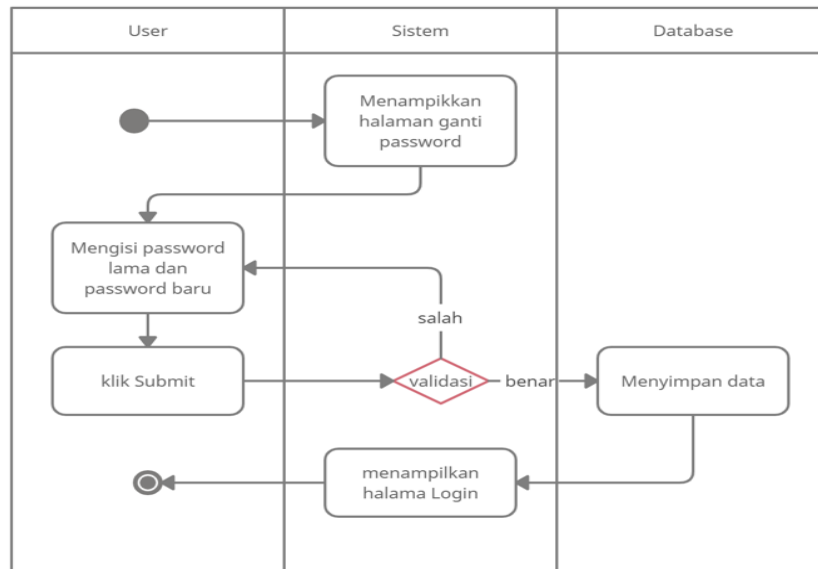 User
Sistem
Database
Menampikkan
halaman ganti
password
Mengisi password
lama dan
password baru
salah
klik Submit
validasi
benar
Menyimpan data
menampilkan
halama Login